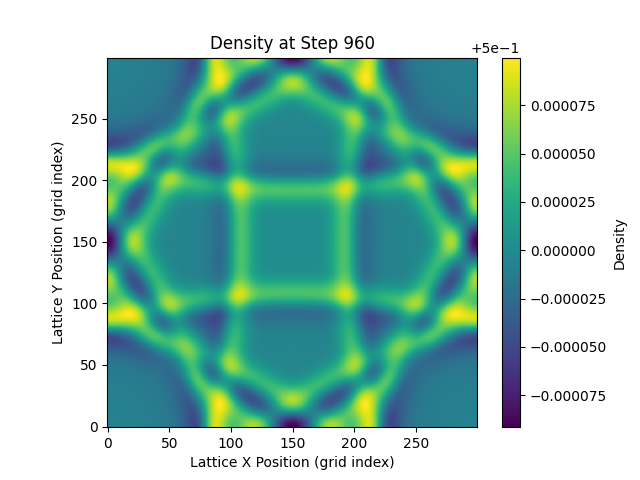 Density at Step 960
+5e−1
250
200
150
100
50
0
0 50 100 150 200 250
Lattice X Position (grid index)
Lattice Y Position (grid index)
0.000075
0.000050
0.000025
0.000000
−0.000025
−0.000050
−0.000075
Density